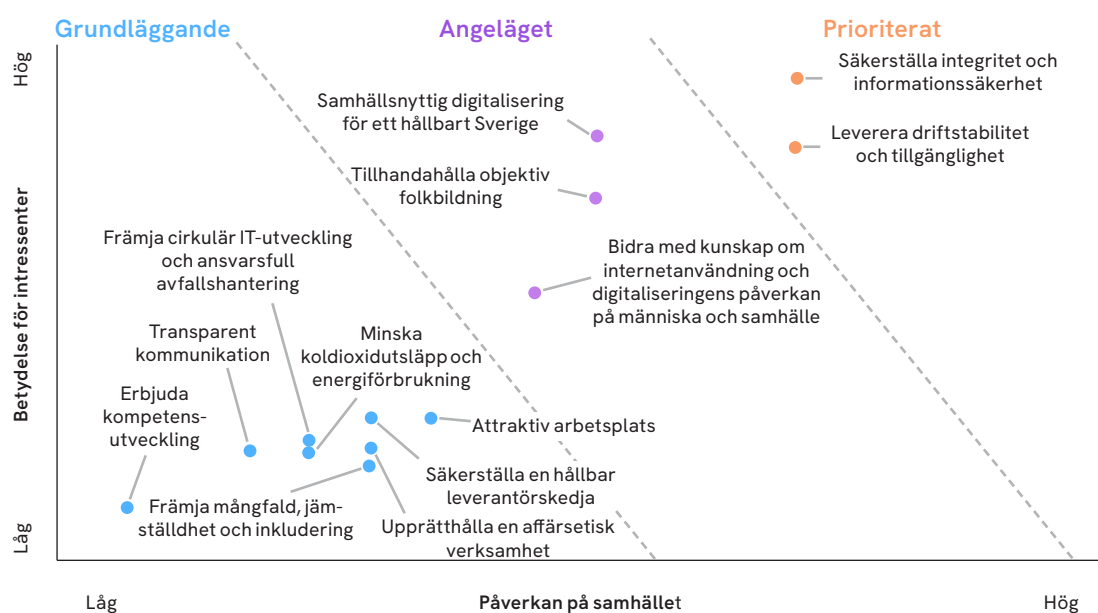 Grundläggande
Angeläget
Prioriterat
Hög
Säkerställa integritet och
informationssäkerhet
Samhällsnyttig digitalisering
för ett hållbart Sverige
Leverera driftstabilitet
och tillgänglighet
Tillhandahålla objektiv
folkbildning
Betydelse för intressenter
Främja cirkulär IT-utveckling
och ansvarsfull
avfallshantering
Bidra med kunskap om
internetanvändning och
digitaliseringens påverkan
på människa och samhälle
Transparent
kommunikation
Minska
koldioxidutsläpp och
energiförbrukning
Erbjuda
kompetens-
utveckling
Attraktiv arbetsplats
Säkerställa en hållbar
leverantörskedja
Främja mångfald, jäm-
ställdhet och inkludering
Upprätthålla en affärsetisk
verksamhet
Låg
Låg
Påverkan på samhället
Hög